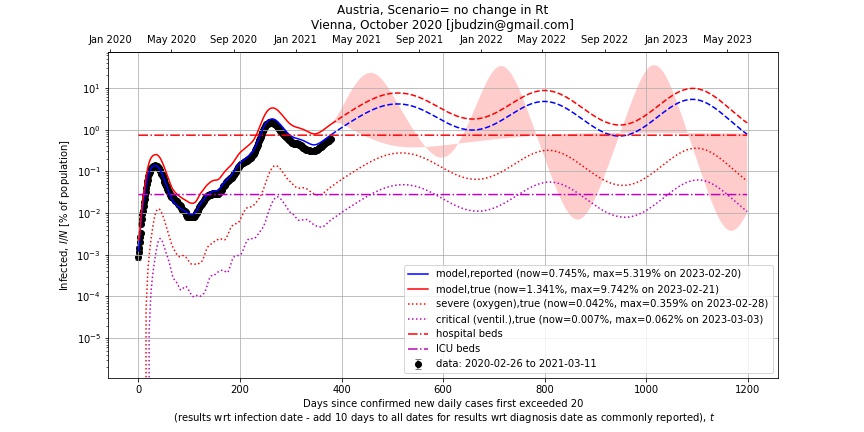 Austria, Scenario= no change in Rt
Vienna, October 2020 [jbudzin@gmail.com]
Jan 2020 May 2020 Sep 2020 Jan 2021 May 2021 Sep 2021 Jan 2022 May 2022 Sep 2022 Jan 2023 May 2023
Infected, I/N [% of population]
10¹
10⁰
10⁻¹
10⁻²
10⁻³
10⁻⁴
10⁻⁵
model,reported (now=0.745%, max=5.319% on 2023-02-20)
model,true (now=1.341%, max=9.742% on 2023-02-21)
severe (oxygen),true (now=0.042%, max=0.359% on 2023-02-28)
critical (ventil.),true (now=0.007%, max=0.062% on 2023-03-03)
hospital beds
ICU beds
data: 2020-02-26 to 2021-03-11
0 200 400 600 800 1000 1200
Days since confirmed new daily cases first exceeded 20
(results wrt infection date - add 10 days to all dates for results wrt diagnosis date as commonly reported), t